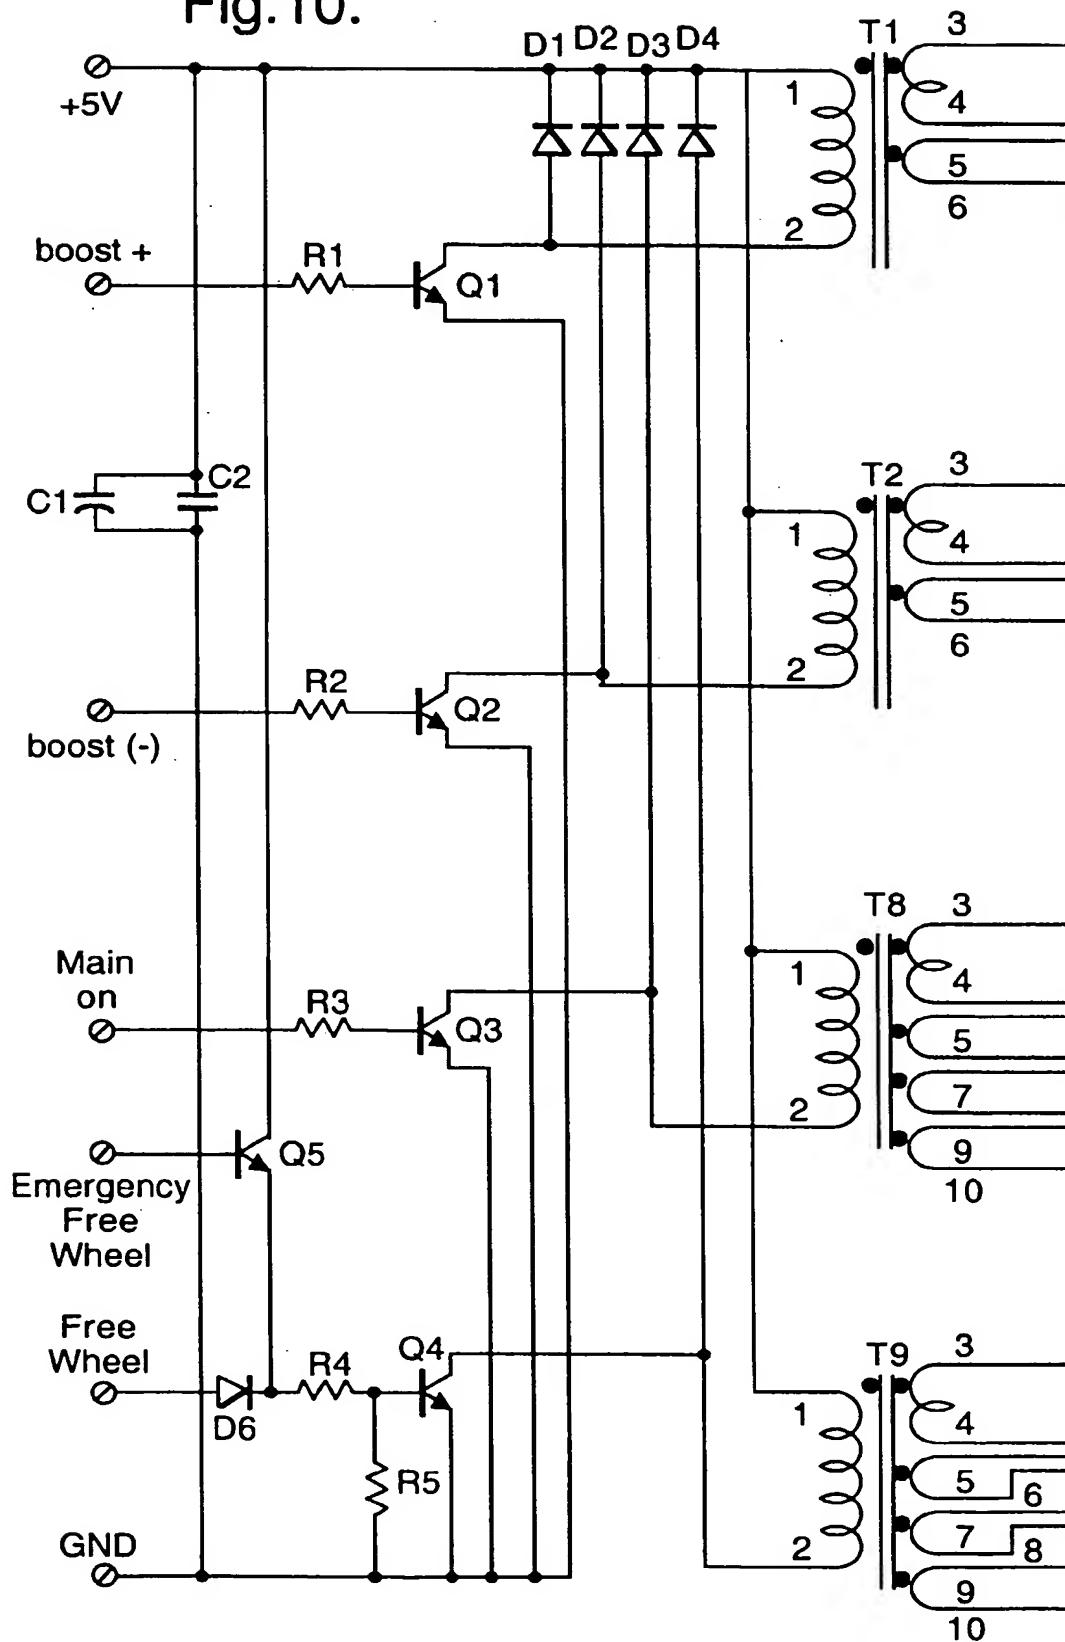 Fig.10.
D1 D2 D3 D4
T1
3
+5V
1
4
5
6
2
boost +
R1
Q1
C1
C2
T2
3
1
4
5
6
2
R2
Q2
boost (-)
T8
3
Main
on
1
4
R3
Q3
5
7
2
9
10
Q5
Emergency
Free
Wheel
Free
Wheel
R4
Q4
T9
3
D6
1
4
R5
5
6
7
8
GND
2
9
10